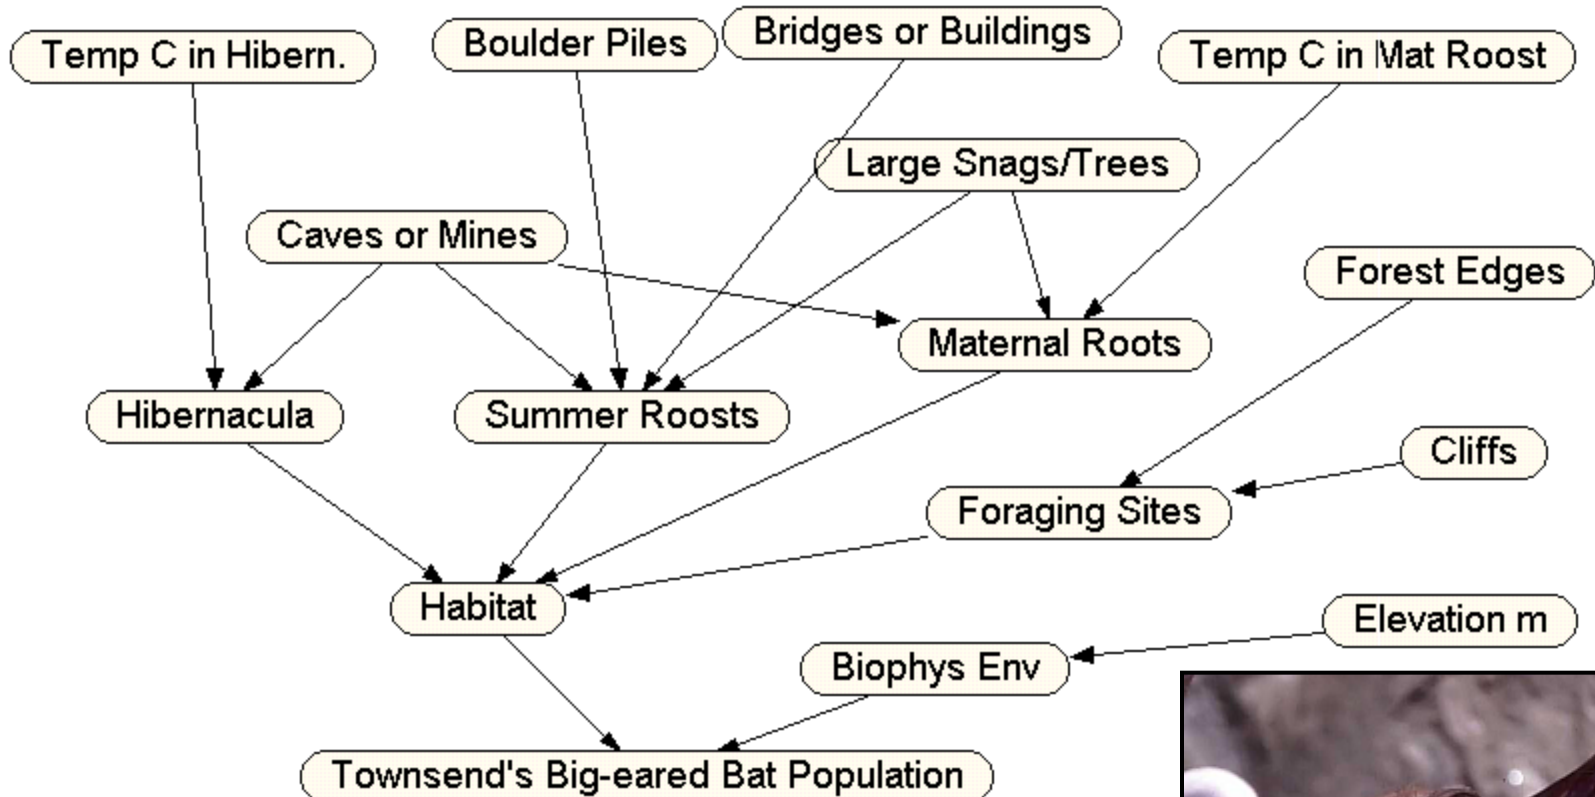 Temp C in Hibern.
Boulder Piles
Bridges or Buildings
Temp C in Mat Roost
Large Snags/Trees
Caves or Mines
Forest Edges
Maternal Roots
Hibernacula
Summer Roosts
Cliffs
Foraging Sites
Habitat
Elevation m
Biophys Env
Townsend's Big-eared Bat Population